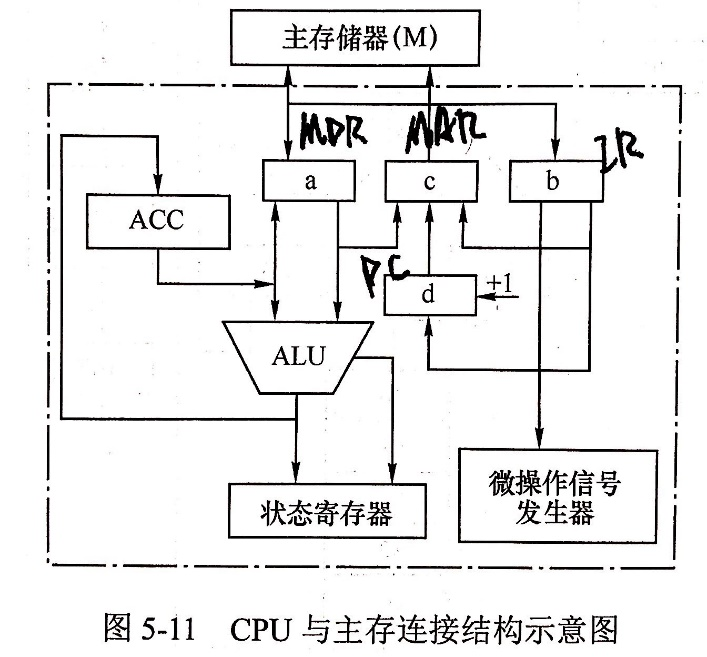 主存储器(M)
MDR
MAR
IR
a
c
b
ACC
PC
d
+1
ALU
状态寄存器
微操作信号
发生器
图 5-11 CPU 与主存连接结构示意图